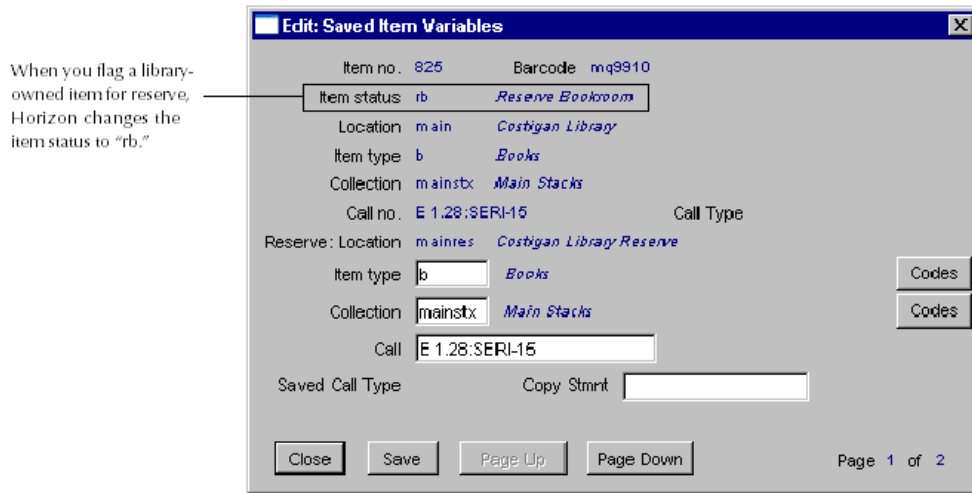 When you flag a library-
owned item for reserve,
Horizon changes the
item status to “rb.”
Edit: Saved Item Variables
Item no. 825 Barcode mq9910
Item status rb Reserve Bookroom
Location main Costigan Library
Item type b Books
Collection mainstx Main Stacks
Call no. E 1.28:SERI-15 Call Type
Reserve: Location mainres Costigan Library Reserve
Item type b Books Codes
Collection mainstx Main Stacks Codes
Call E 1.28:SERI-15
Saved Call Type Copy Stmnt
Close Save Page Up Page Down Page 1 of 2